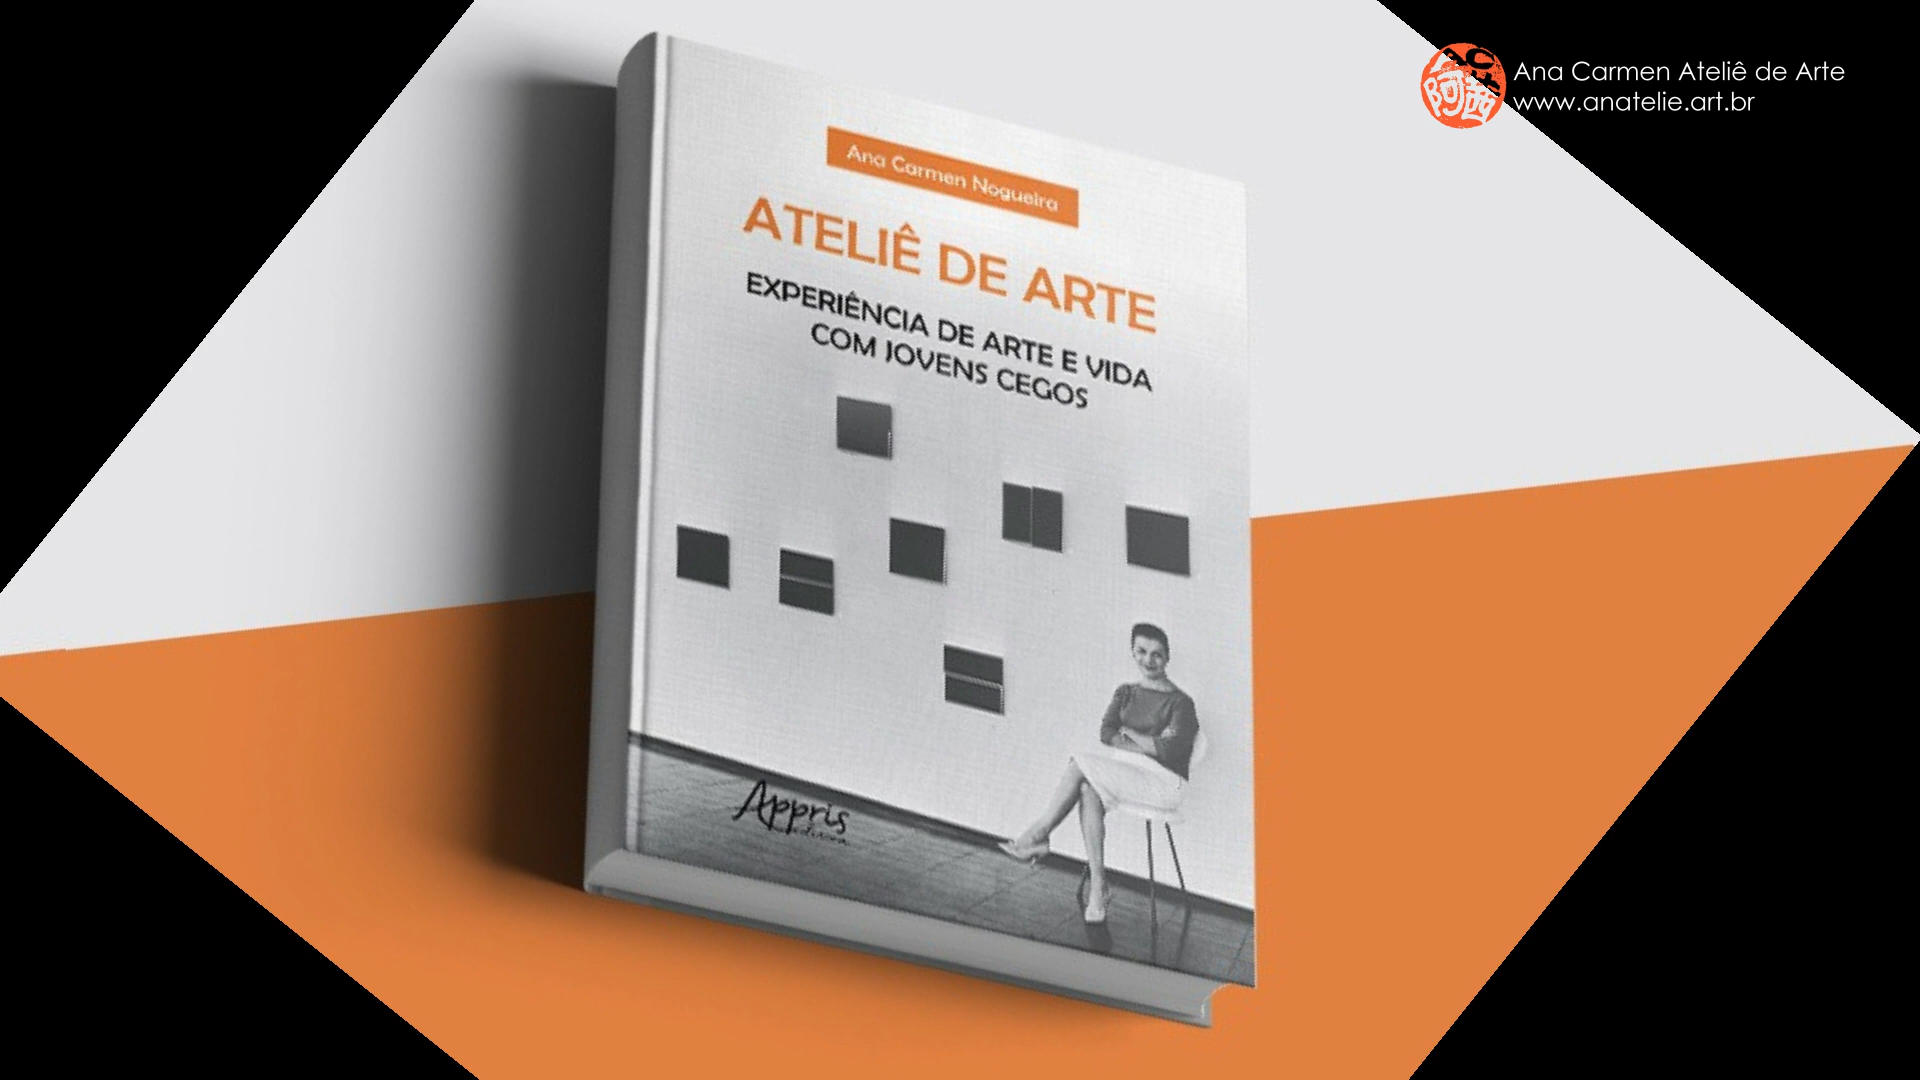 Ana Carmen Ateliê de Arte
www.anatelie.art.br
Ana Carmen Nogueira
ATELIÊ DE ARTE
EXPERIÊNCIA DE ARTE E VIDA
COM JOVENS CEGOS
Appris